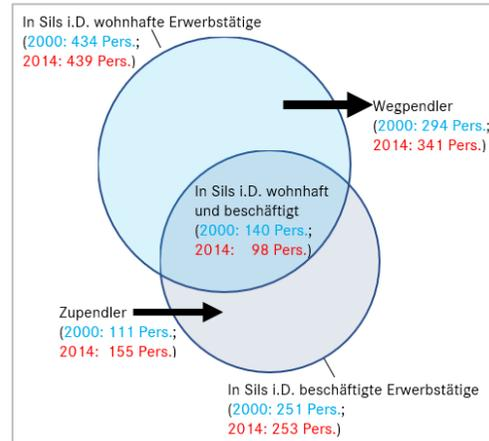 In Sils i.D. wohnhafte Erwerbstätige
(2000: 434 Pers.;
2014: 439 Pers.)
Wegpendler
(2000: 294 Pers.;
2014: 341 Pers.)
In Sils i.D. wohnhaft
und beschäftigt
(2000: 140 Pers.;
2014: 98 Pers.)
Zupendler
(2000: 111 Pers.;
2014: 155 Pers.)
In Sils i.D. beschäftigte Erwerbstätige
(2000: 251 Pers.;
2014: 253 Pers.)